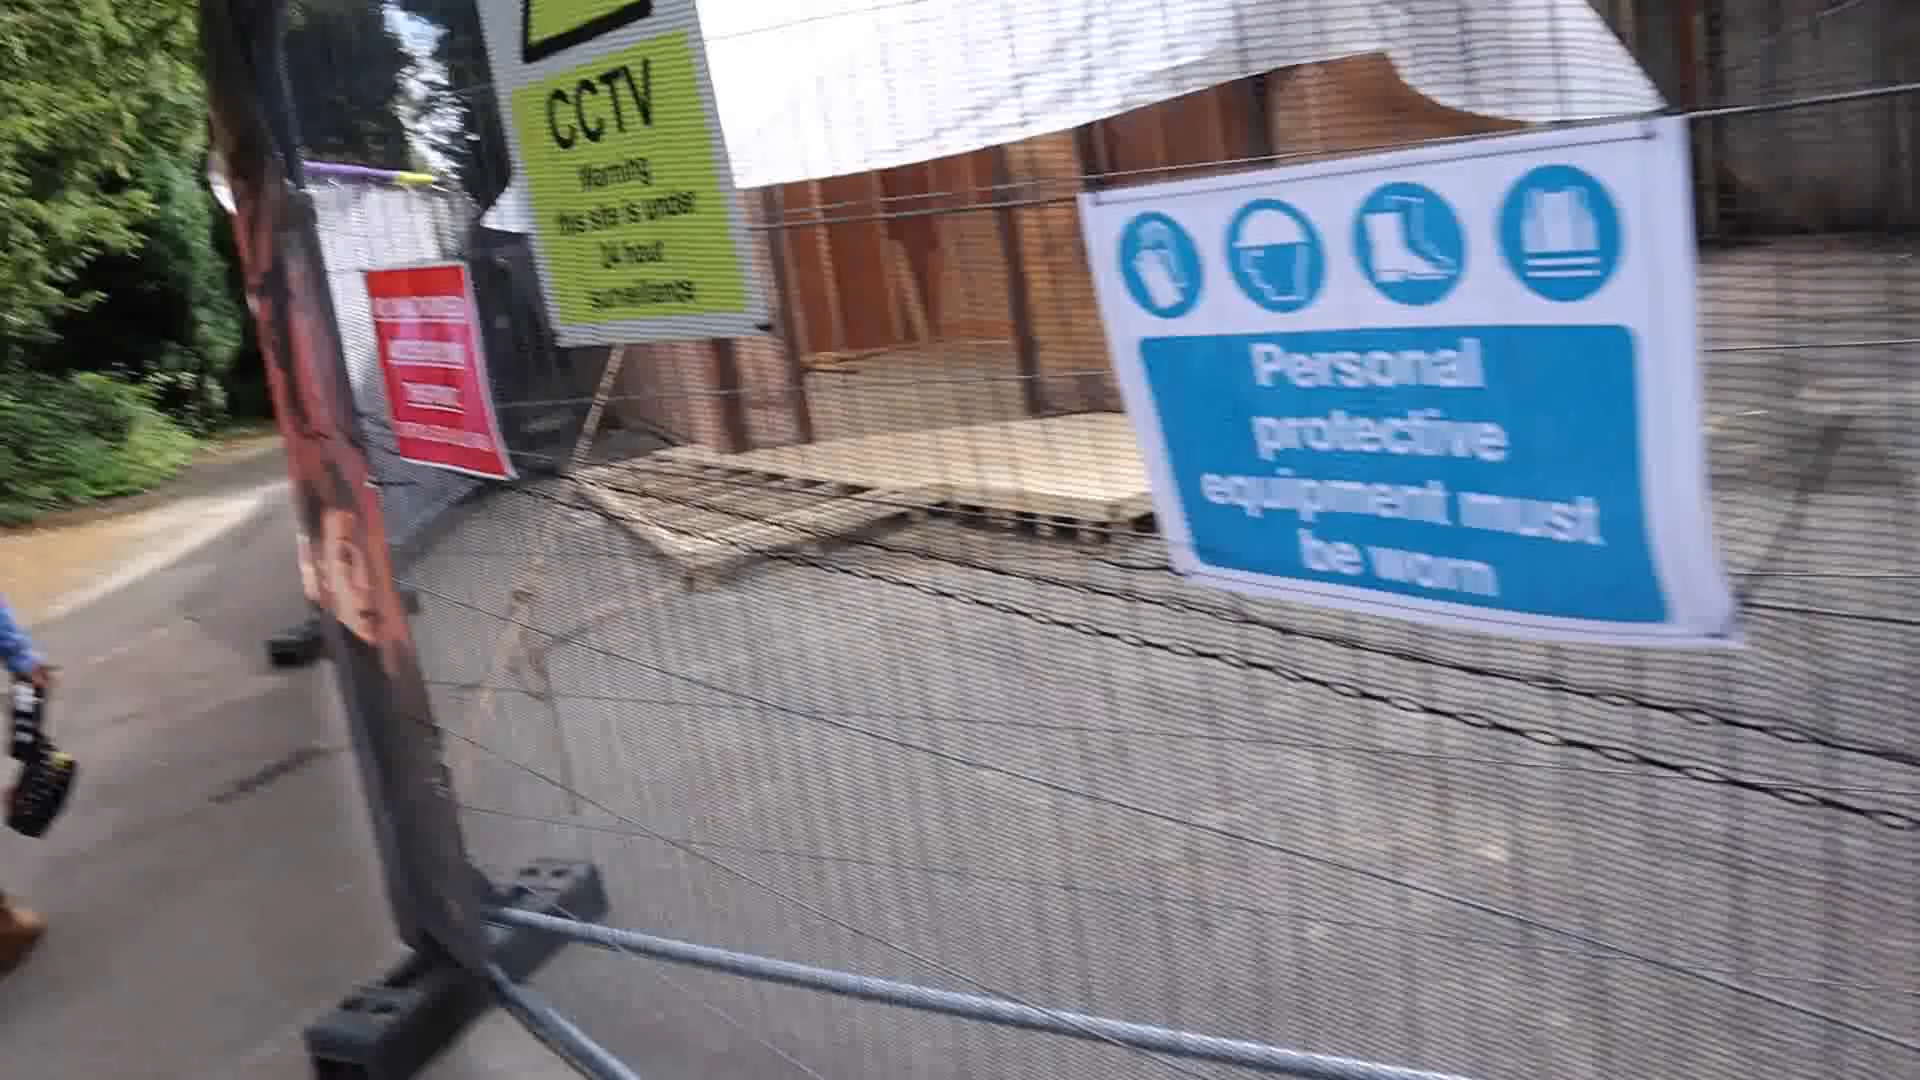 CCTV
Warning
this site is under
24 hour
surveillance
Personal
protective
equipment must
be worn